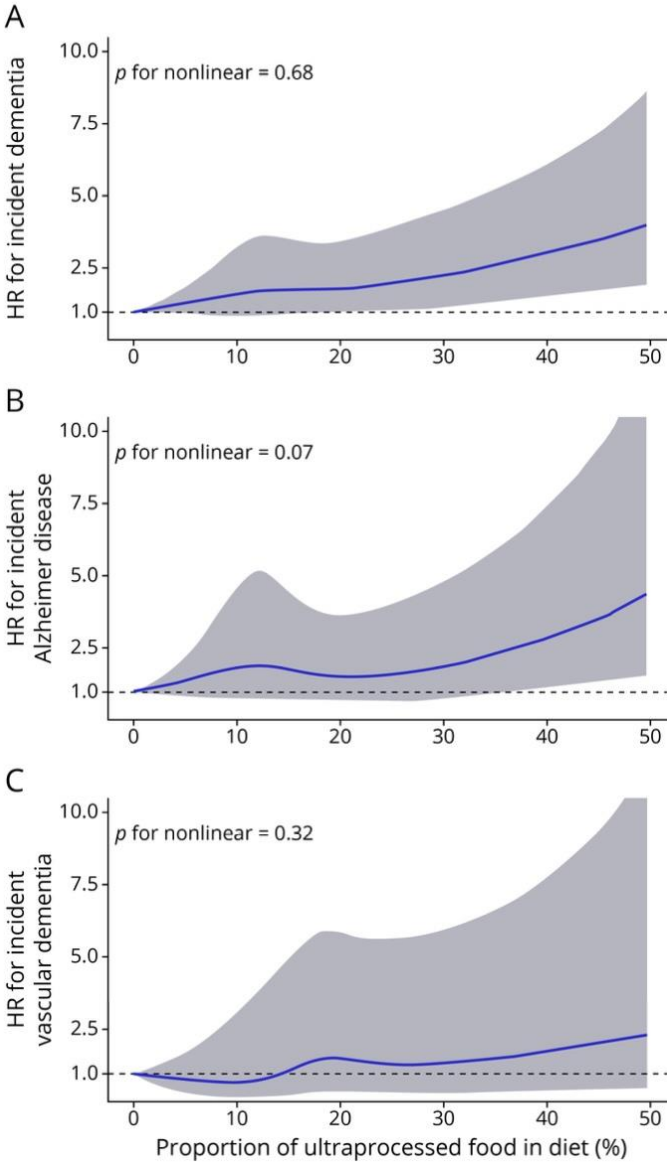 A
HR for incident dementia
10.0
p for nonlinear = 0.68
7.5
5.0
2.5
1.0
0 10 20 30 40 50
B
HR for incident
Alzheimer disease
10.0
p for nonlinear = 0.07
7.5
5.0
2.5
1.0
0 10 20 30 40 50
C
HR for incident
vascular dementia
10.0
p for nonlinear = 0.32
7.5
5.0
2.5
1.0
0 10 20 30 40 50
Proportion of ultraprocessed food in diet (%)